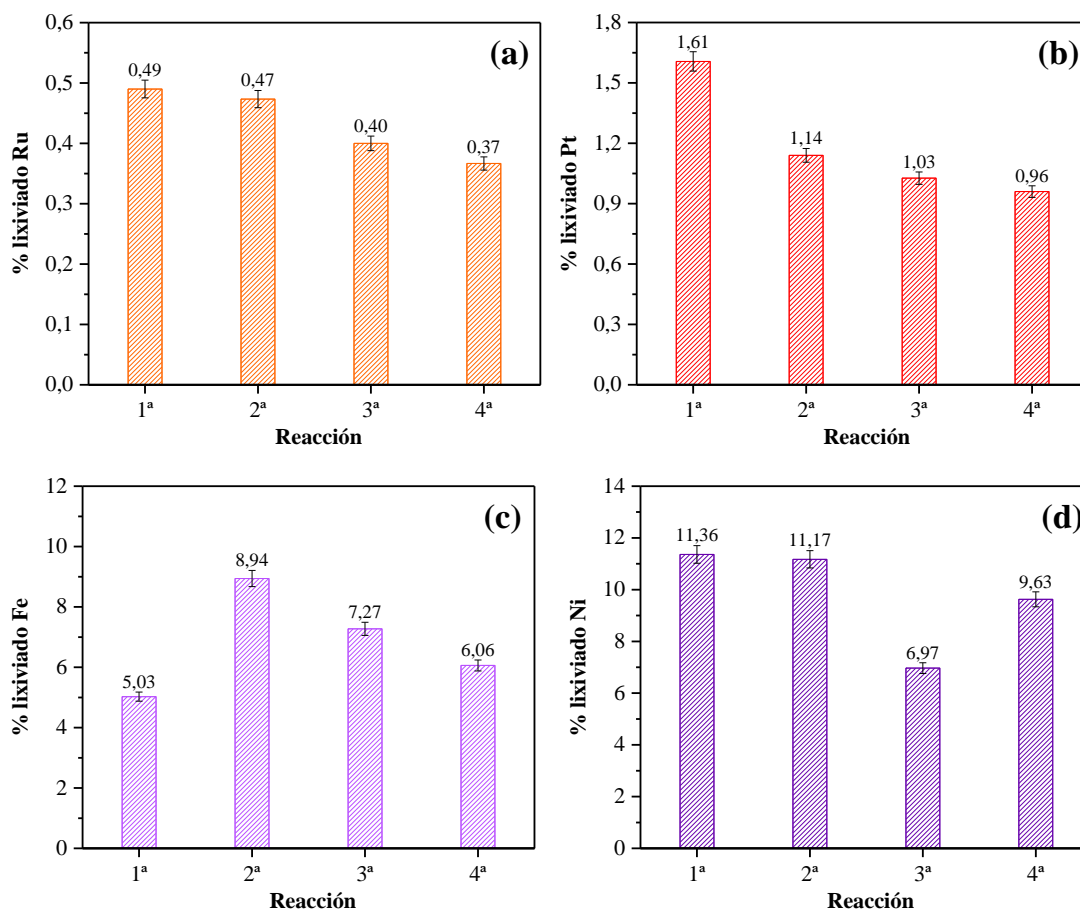 (a)
% lixiviado Ru
0,6
0,5
0,4
0,3
0,2
0,1
0,0
0,49
0,47
0,40
0,37
1ª 2ª 3ª 4ª
Reacción
(b)
% lixiviado Pt
1,8
1,5
1,2
0,9
0,6
0,3
0,0
1,61
1,14
1,03
0,96
1ª 2ª 3ª 4ª
Reacción
(c)
% lixiviado Fe
12
10
8
6
4
2
0
5,03
8,94
7,27
6,06
1ª 2ª 3ª 4ª
Reacción
(d)
% lixiviado Ni
14
12
10
8
6
4
2
0
11,36
11,17
6,97
9,63
1ª 2ª 3ª 4ª
Reacción